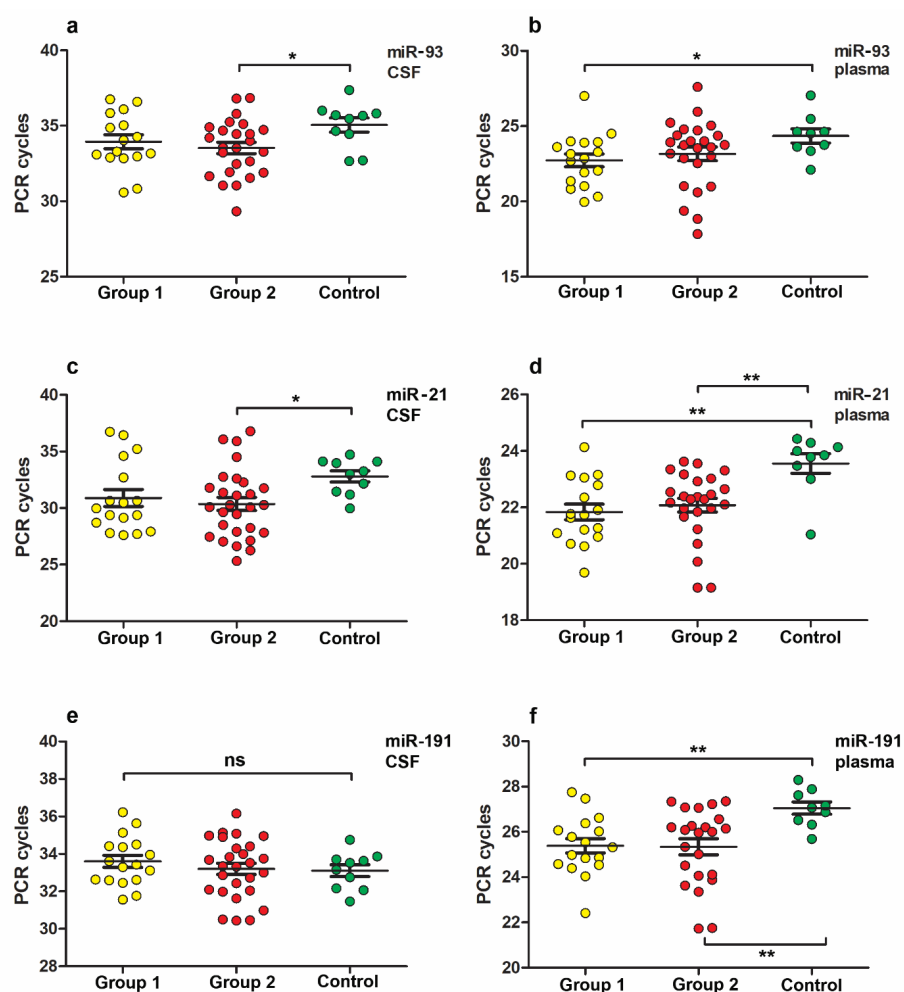 a
miR-93
CSF
*
PCR cycles
40
35
30
25
Group 1 Group 2 Control
b
miR-93
plasma
*
PCR cycles
30
25
20
15
Group 1 Group 2 Control
c
miR-21
CSF
*
PCR cycles
40
35
30
25
20
Group 1 Group 2 Control
d
miR-21
plasma
**
**
PCR cycles
26
24
22
20
18
Group 1 Group 2 Control
e
miR-191
CSF
ns
PCR cycles
40
38
36
34
32
30
28
Group 1 Group 2 Control
f
miR-191
plasma
**
PCR cycles
30
28
26
24
22
20
**
Group 1 Group 2 Control